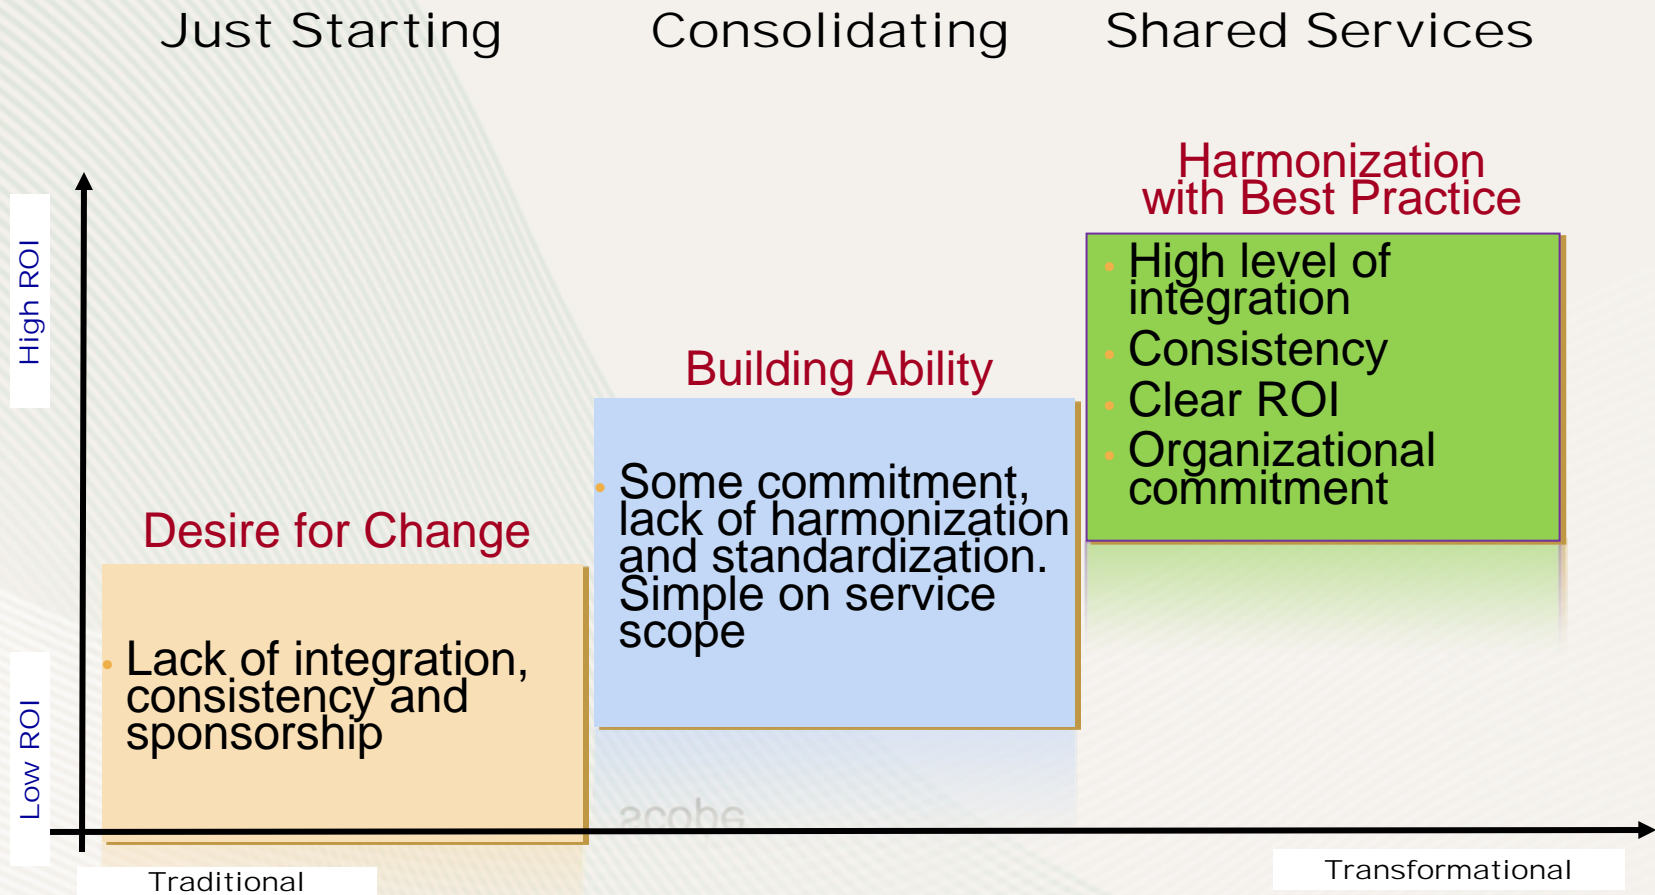 Just Starting
Consolidating
Shared Services
Harmonization
with Best Practice
• High level of
integration
• Consistency
• Clear ROI
• Organizational
commitment
Building Ability
• Some commitment,
lack of harmonization
and standardization.
Simple on service
scope
Desire for Change
• Lack of integration,
consistency and
sponsorship
High ROI
Low ROI
Traditional
Transformational